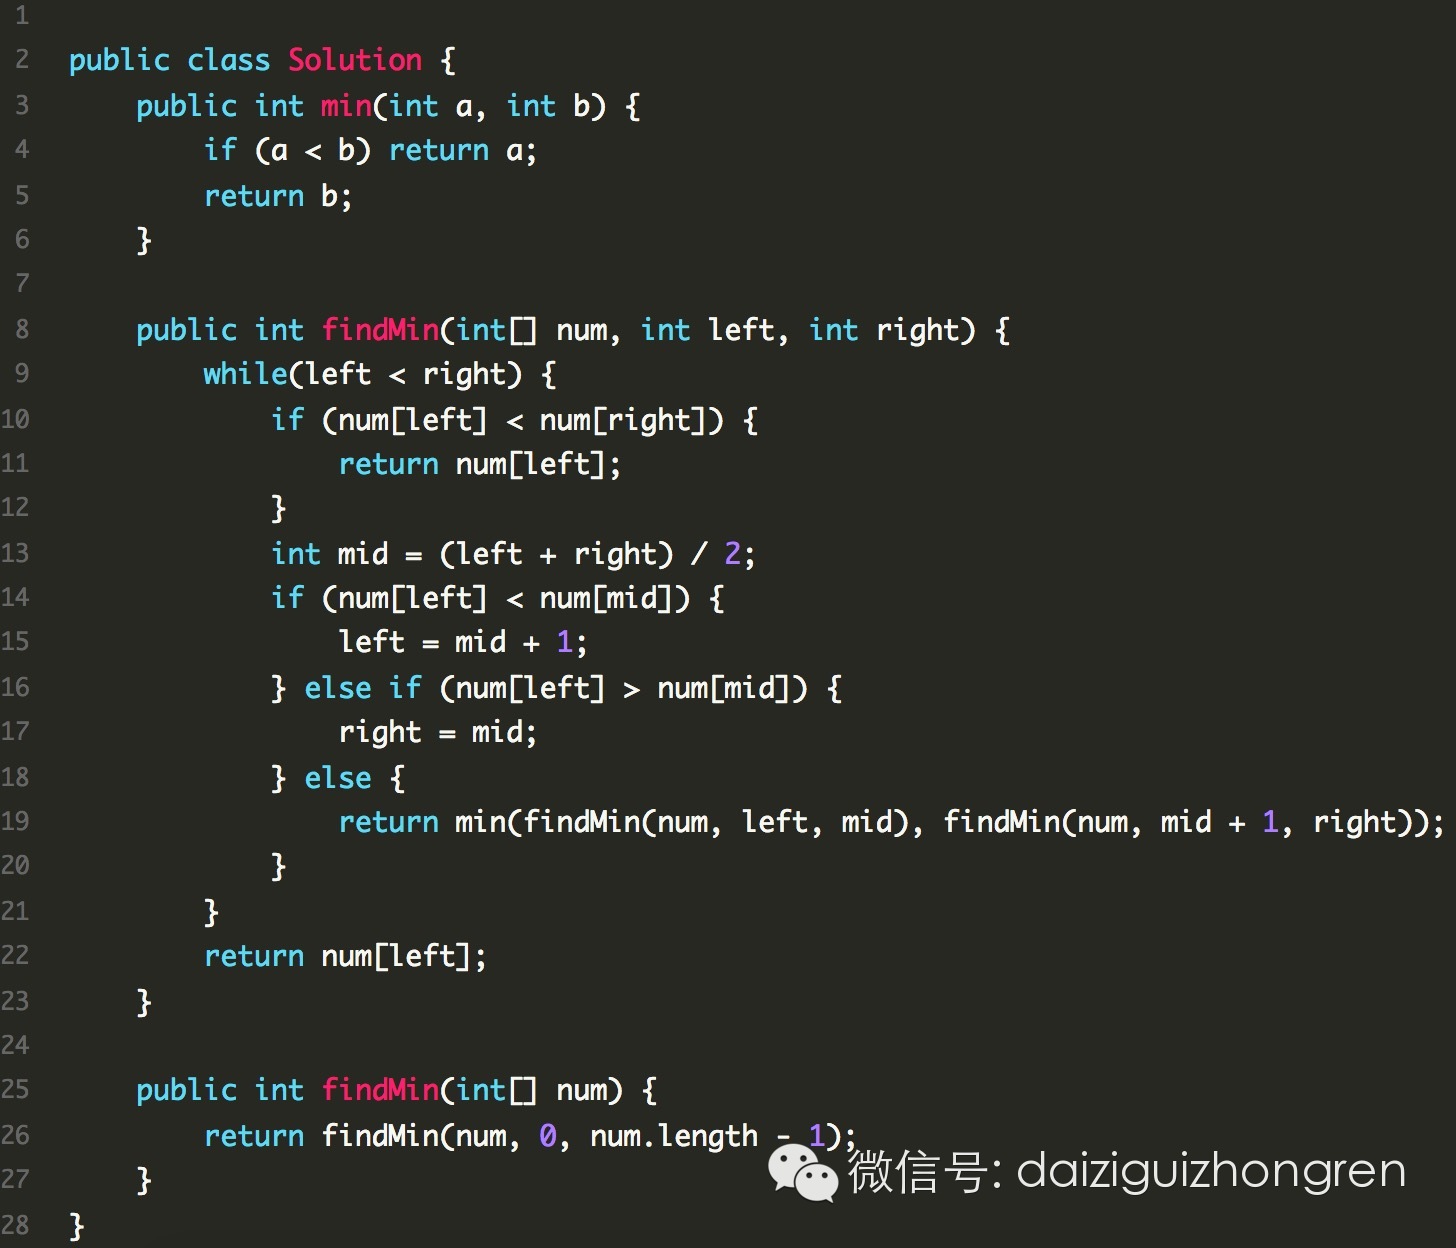 1
2 public class Solution {
3     public int min(int a, int b) {
4         if (a < b) return a;
5         return b;
6     }
7
8     public int findMin(int[] num, int left, int right) {
9         while(left < right) {
10             if (num[left] < num[right]) {
11                 return num[left];
12             }
13             int mid = (left + right) / 2;
14             if (num[left] < num[mid]) {
15                 left = mid + 1;
16             } else if (num[left] > num[mid]) {
17                 right = mid;
18             } else {
19                 return min(findMin(num, left, mid), findMin(num, mid + 1, right));
20             }
21         }
22         return num[left];
23     }
24
25     public int findMin(int[] num) {
26         return findMin(num, 0, num.length - 1);
微信号: daiziguizhongren
27     }
28 }